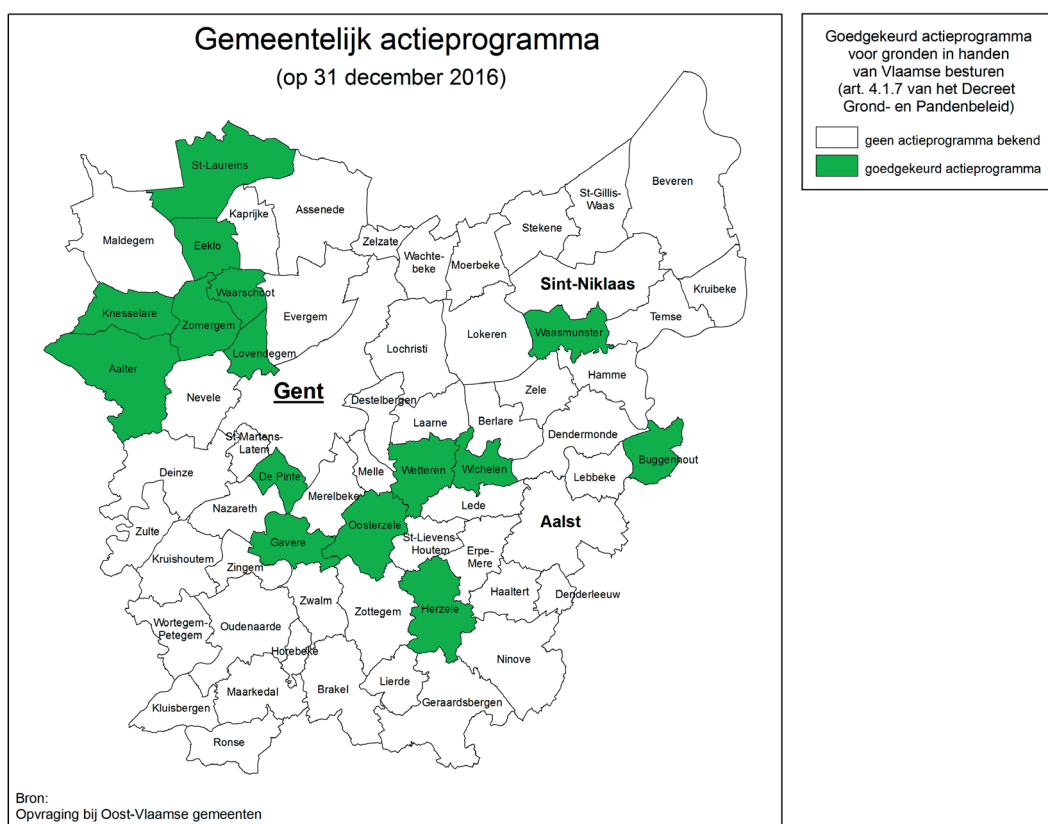 Gemeentelijk actieprogramma
(op 31 december 2016)
Goedgekeurd actieprogramma
voor gronden in handen
van Vlaamse besturen
(art. 4.1.7 van het Decreet
Grond- en Pandenbeleid)
geen actieprogramma bekend
goedgekeurd actieprogramma
St-Laureins
Beveren
St-Gillis-
Waas
Kaprijke
Assenede
Stekene
Maldegem
Eeklo
Zelzate
Wachte-
beke
Moerbeke
Sint-Niklaas
Kruibeke
Waarschoot
Knesselare
Zomergem
Evergem
Temse
Lokeren
Waasmunster
Lovendegem
Lochristi
Aalter
Hamme
Nevele
Gent
Zele
Destelbergen
Laarne
Berlare
Dendermonde
St-Martens-
Latem
Buggenhout
Deinze
De Pinte
Melle
Wetteren
Wichelen
Lebbeke
Merelbeke
Nazareth
Lede
Oosterzele
Aalst
Zulte
Gavere
St-Lievens-
Houtem
Erpe-
Mere
Kruishoutem
Zingem
Haaltert
Denderleeuw
Zwalm
Zottegem
Herzele
Wortegem-
Petegem
Oudenaarde
Horebeke
Ninove
Maarkedal
Brakel
Lierde
Geraardsbergen
Kluisbergen
Ronse
Bron:
Opvraging bij Oost-Vlaamse gemeenten